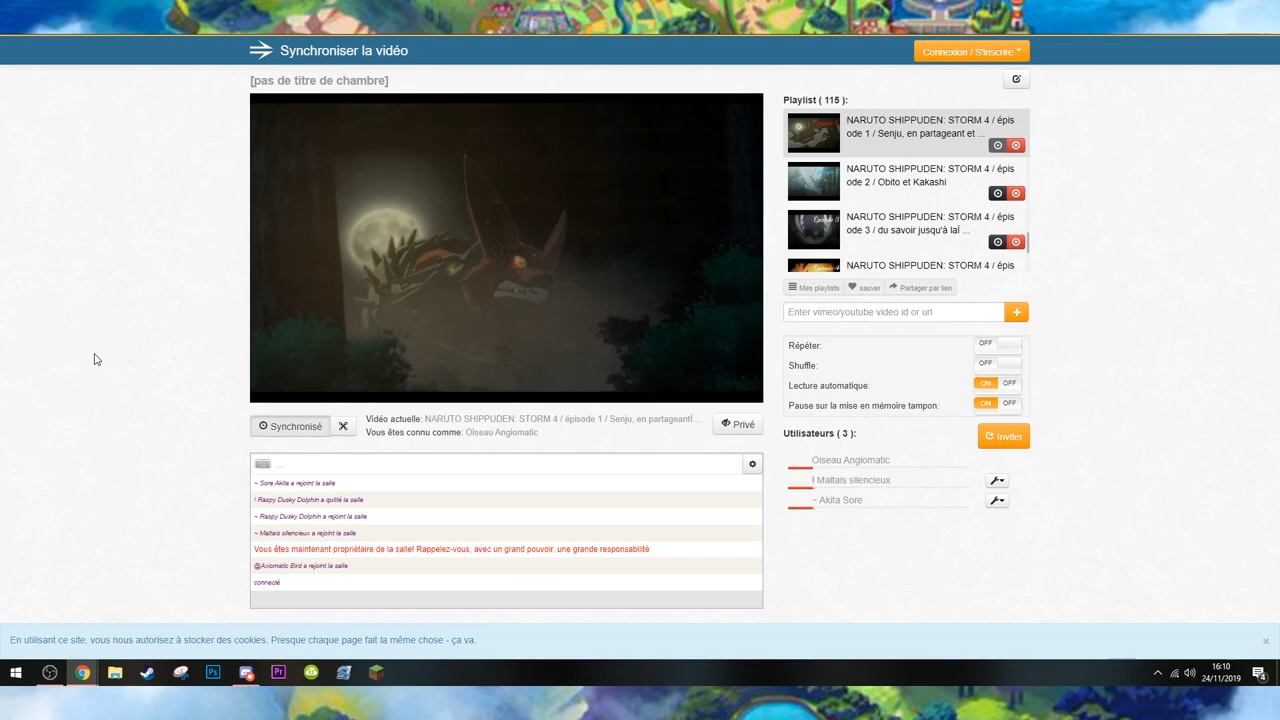 Synchroniser la vidéo
Connexion / S'inscrire
[pas de titre de chambre]
Playlist ( 115 ):
NARUTO SHIPPUDEN: STORM 4 / épis
ode 1 / Senju, en partageant et ...
NARUTO SHIPPUDEN: STORM 4 / épis
ode 2 / Obito et Kakashi
NARUTO SHIPPUDEN: STORM 4 / épis
ode 3 / du savoir jusqu'à laÎ ...
NARUTO SHIPPUDEN: STORM 4 / épis
Mes playlists
sauver
Partager par lien
Enter vimeo/youtube video id or url
Répéter:
OFF
Shuffle:
OFF
Lecture automatique:
ON OFF
Pause sur la mise en mémoire tampon:
ON OFF
Synchronisé
Vidéo actuelle: NARUTO SHIPPUDEN: STORM 4 / épisode 1 / Senju, en partageantÎ ...
Vous êtes connu comme: Oiseau Angiomatic
Privé
Utilisateurs ( 3 ):
Inviter
Oiseau Angiomatic
! Maltais silencieux
~ Akita Sore
...
~ Sore Akita a rejoint la salle
! Raspy Dusky Dolphin a quitté la salle
~ Raspy Dusky Dolphin a rejoint la salle
~ Maltais silencieux a rejoint la salle
Vous êtes maintenant propriétaire de la salle! Rappelez-vous, avec un grand pouvoir, une grande responsabilité
@Axiomatic Bird a rejoint la salle
connecté
En utilisant ce site, vous nous autorisez à stocker des cookies. Presque chaque page fait la même chose - ça va.
×
Ps
Pr
16:10
24/11/2019
4